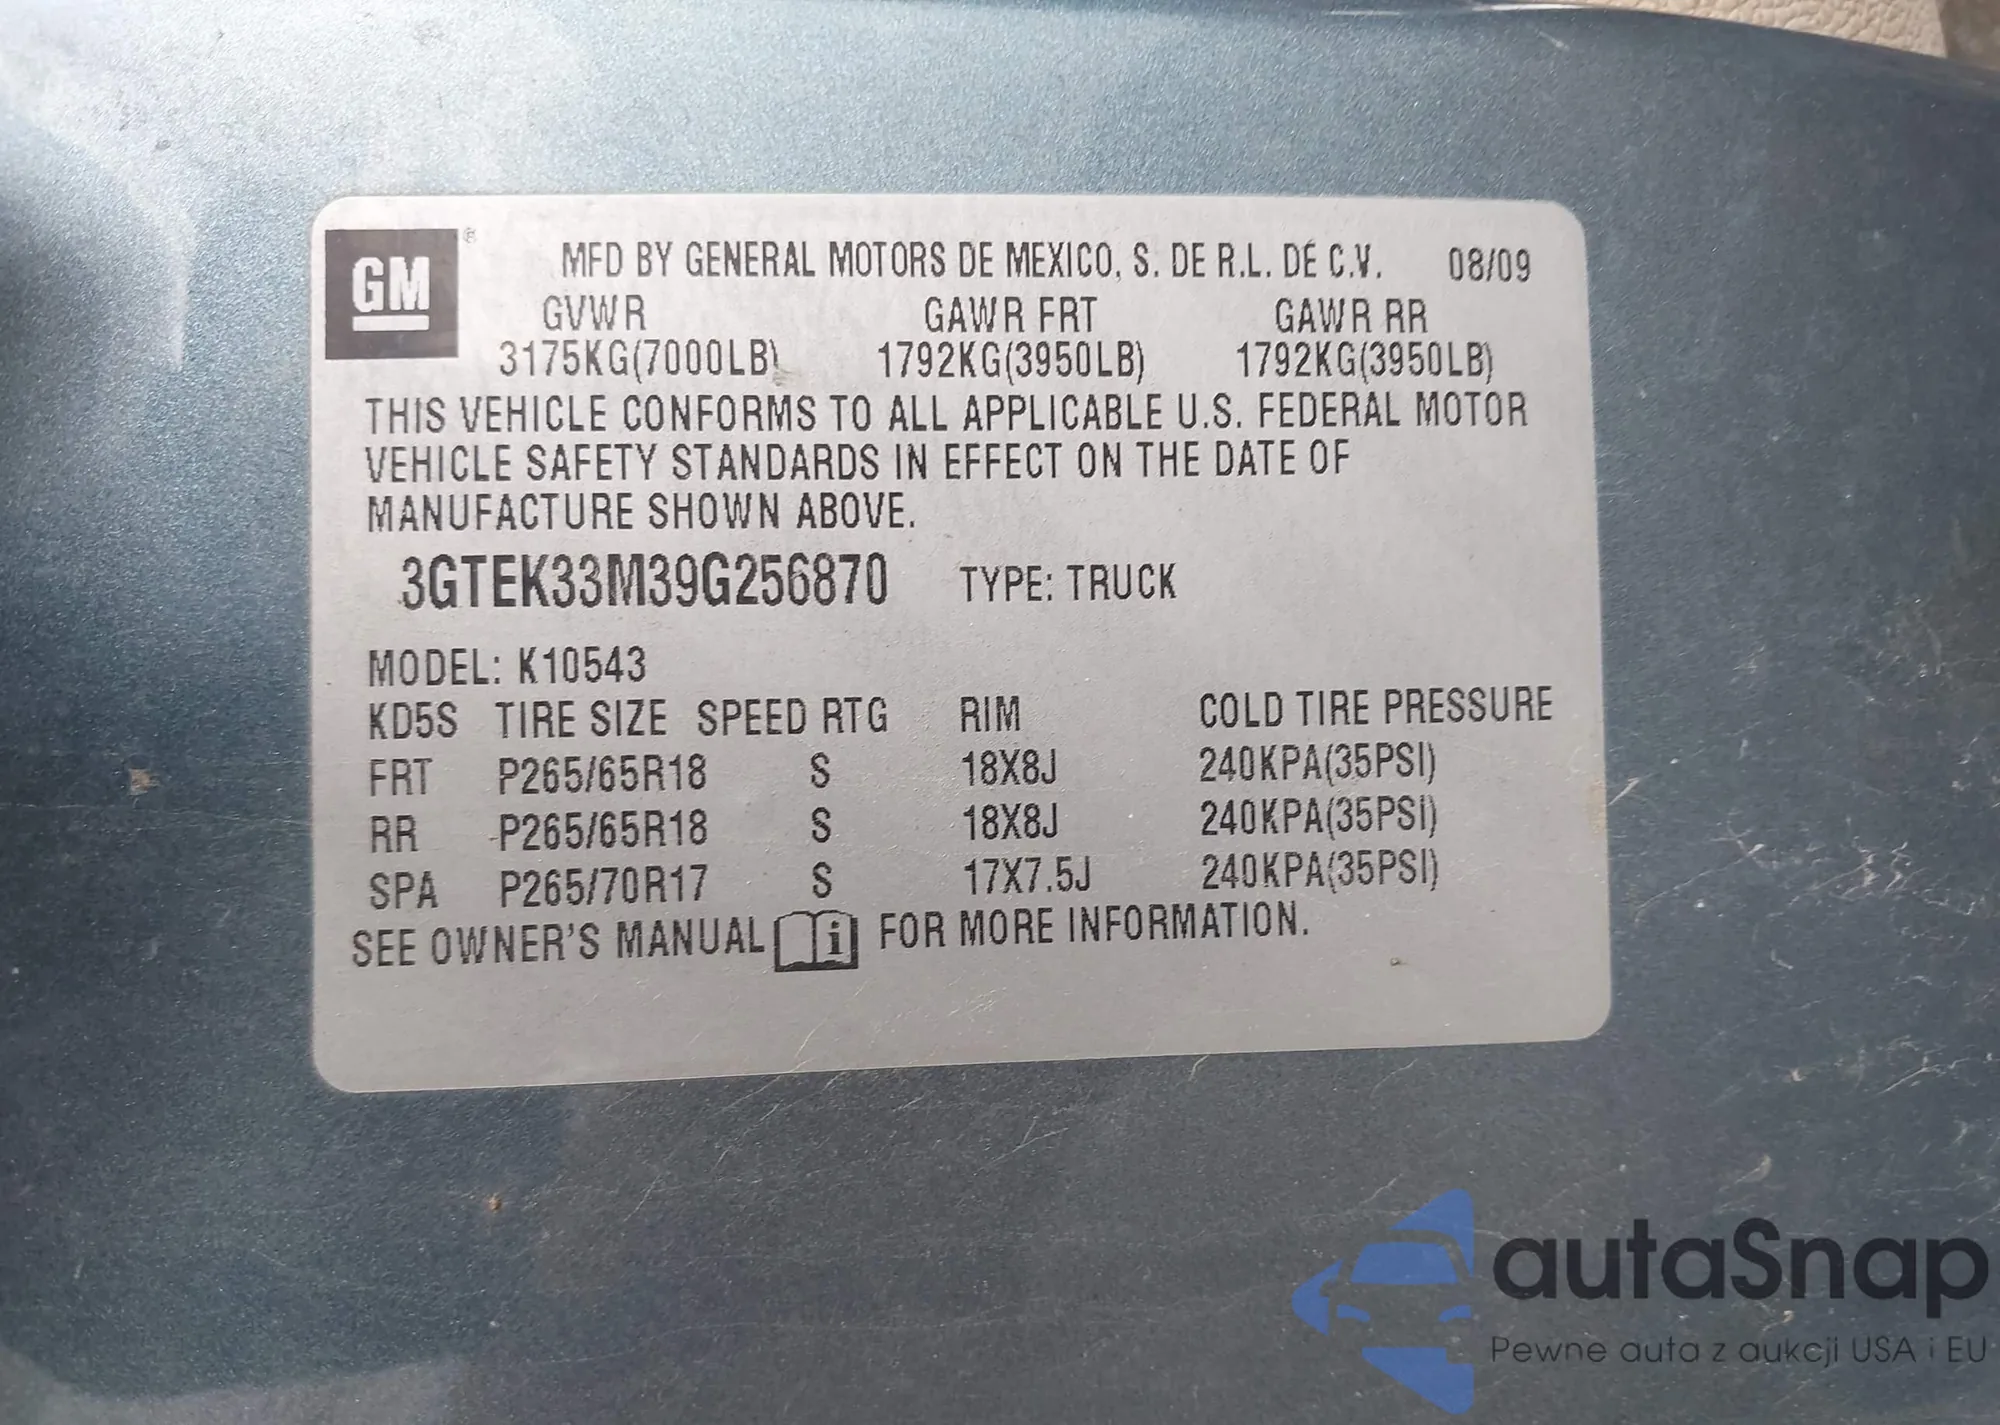 GM ®
MFD BY GENERAL MOTORS DE MEXICO, S. DE R.L. DE C.V. 08/09
GVWR GAWR FRT GAWR RR
3175KG(7000LB) 1792KG(3950LB) 1792KG(3950LB)
THIS VEHICLE CONFORMS TO ALL APPLICABLE U.S. FEDERAL MOTOR
VEHICLE SAFETY STANDARDS IN EFFECT ON THE DATE OF
MANUFACTURE SHOWN ABOVE.
3GTEK33M39G256870 TYPE: TRUCK
MODEL: K10543
KD5S TIRE SIZE SPEED RTG RIM COLD TIRE PRESSURE
FRT P265/65R18 S 18X8J 240KPA(35PSI)
RR P265/65R18 S 18X8J 240KPA(35PSI)
SPA P265/70R17 S 17X7.5J 240KPA(35PSI)
SEE OWNER'S MANUAL i FOR MORE INFORMATION.
autaSnap
Pewne auta z aukcji USA i EU